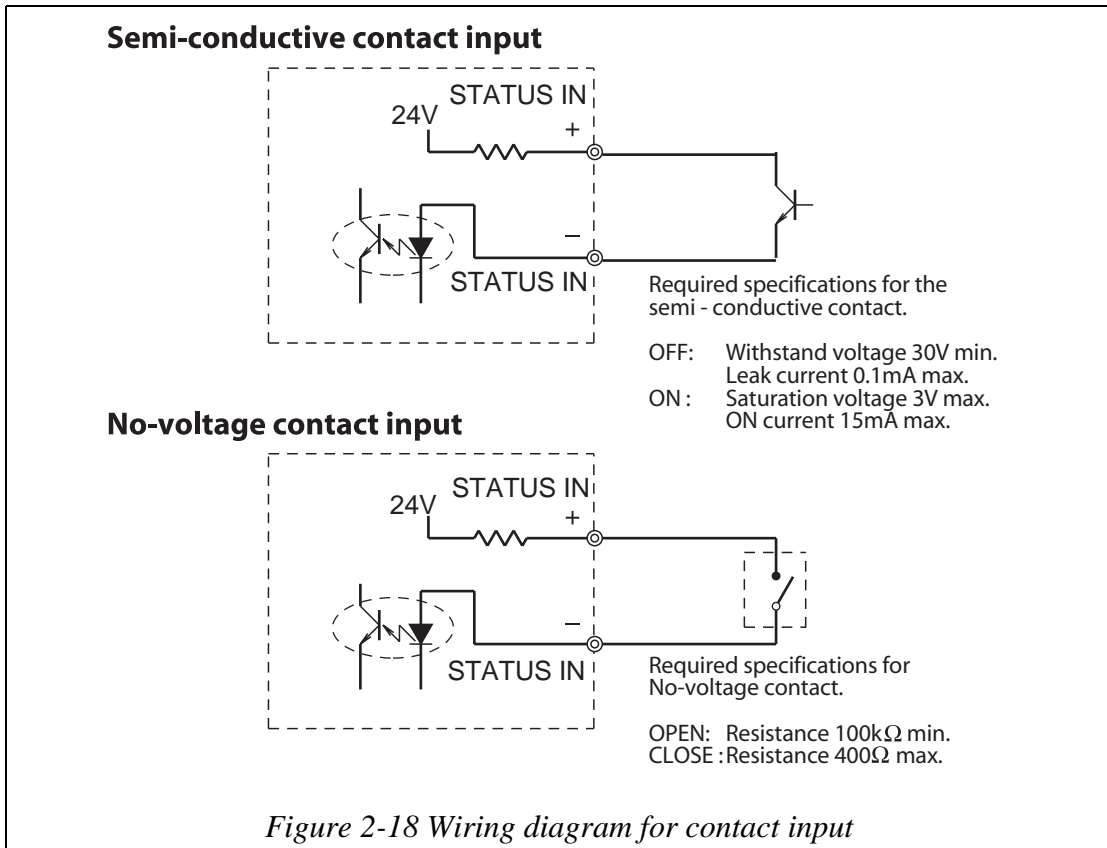 Semi-conductive contact input
STATUS IN
24V
+
–
STATUS IN
Required specifications for the
semi - conductive contact.
OFF: Withstand voltage 30V min.
Leak current 0.1mA max.
ON : Saturation voltage 3V max.
ON current 15mA max.
No-voltage contact input
STATUS IN
24V
+
–
STATUS IN
Required specifications for
No-voltage contact.
OPEN: Resistance 100kΩ min.
CLOSE : Resistance 400Ω max.
Figure 2-18 Wiring diagram for contact input